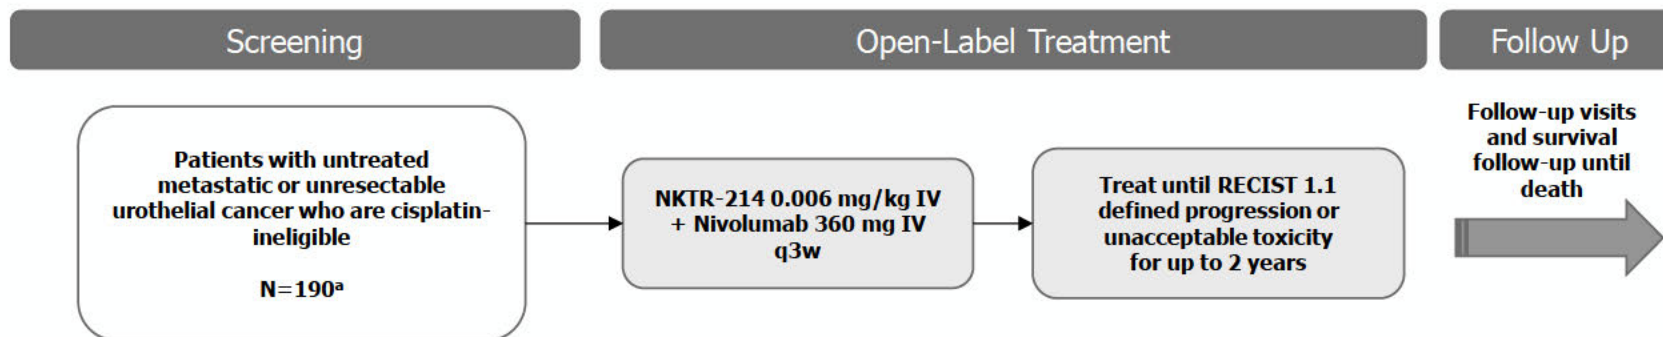 Screening
Open-Label Treatment
Follow Up
Patients with untreated
metastatic or unresectable
urothelial cancer who are cisplatin-
ineligible
N=190ᵃ
NKTR-214 0.006 mg/kg IV
+ Nivolumab 360 mg IV
q3w
Treat until RECIST 1.1
defined progression or
unacceptable toxicity
for up to 2 years
Follow-up visits
and survival
follow-up until
death